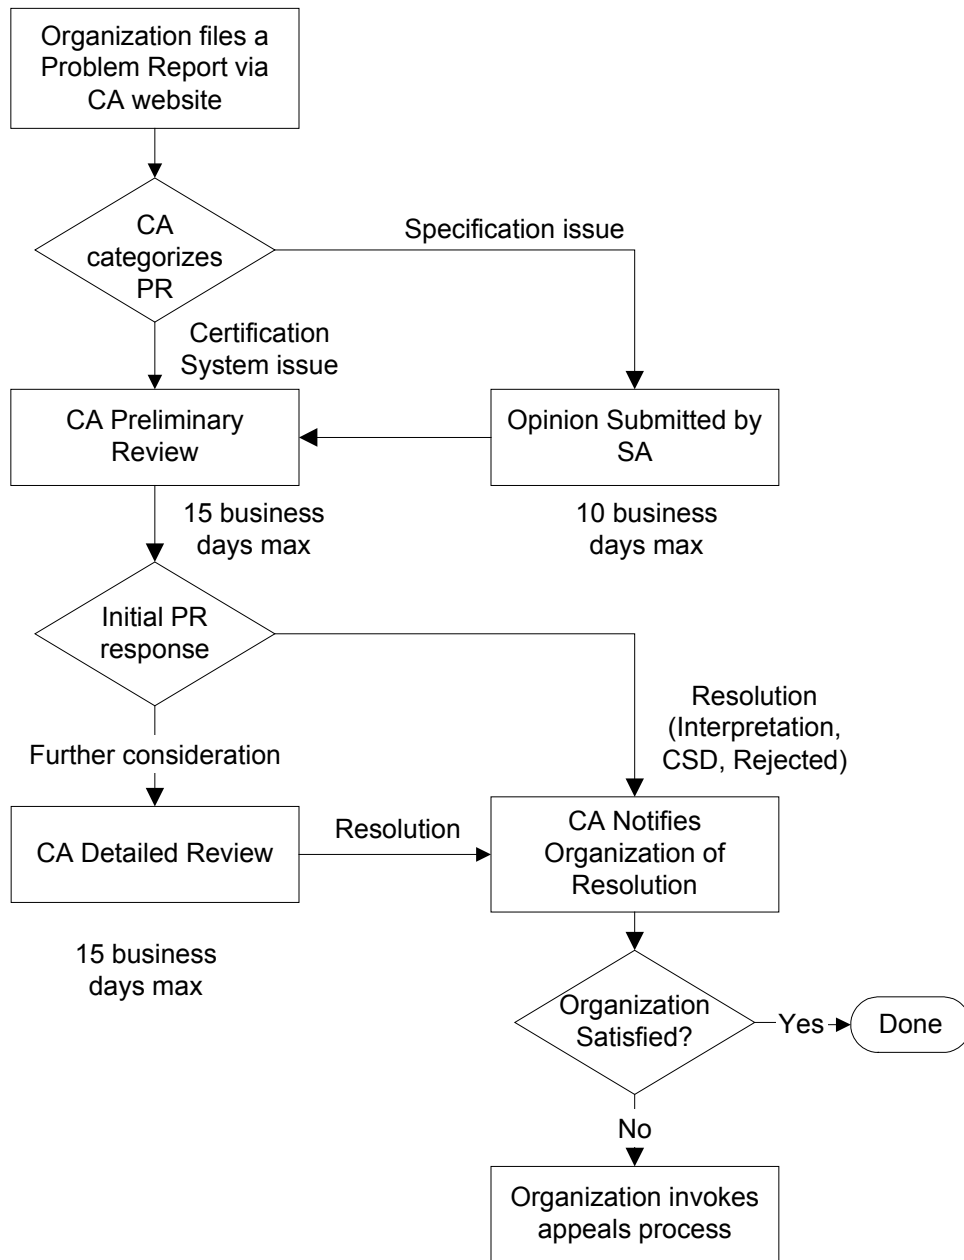 Organization files a
Problem Report via
CA website
CA
categorizes
PR
Specification issue
Certification
System issue
CA Preliminary
Review
Opinion Submitted by
SA
15 business
days max
10 business
days max
Initial PR
response
Resolution
(Interpretation,
CSD, Rejected)
Further consideration
CA Detailed Review
Resolution
CA Notifies
Organization of
Resolution
15 business
days max
Organization
Satisfied?
Yes
Done
No
Organization invokes
appeals process